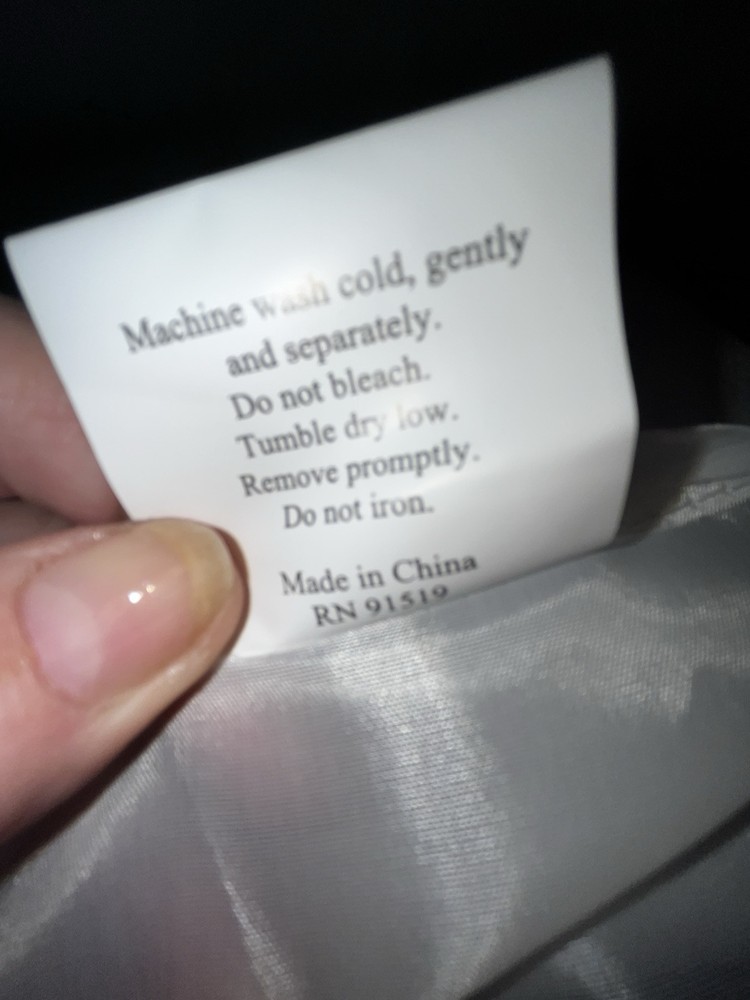 Machine wash cold, gently
and separately.
Do not bleach.
Tumble dry low.
Remove promptly.
Do not iron.
Made in China
RN 91519